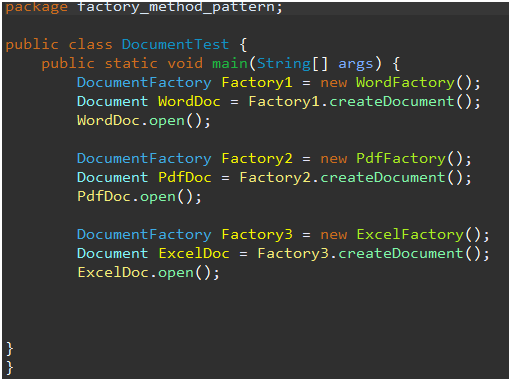 package factory_method_pattern;
public class DocumentTest {
public static void main(String[] args) {
DocumentFactory Factory1 = new WordFactory();
Document WordDoc = Factory1.createDocument();
WordDoc.open();
DocumentFactory Factory2 = new PdfFactory();
Document PdfDoc = Factory2.createDocument();
PdfDoc.open();
DocumentFactory Factory3 = new ExcelFactory();
Document ExcelDoc = Factory3.createDocument();
ExcelDoc.open();
}
}